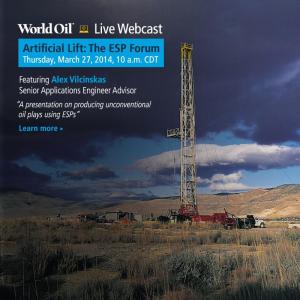 World Oil® Live Webcast
Artificial Lift: The ESP Forum
Thursday, March 27, 2014, 10 a.m. CDT
Featuring Alex Vilcinskas
Senior Applications Engineer Advisor
"A presentation on producing unconventional
oil plays using ESPs"
Learn more »